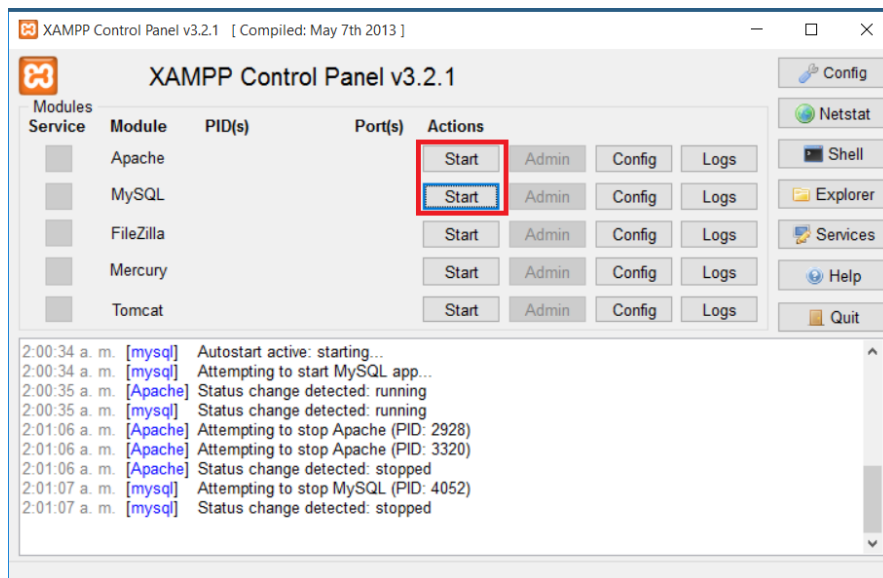 XAMPP Control Panel v3.2.1 [ Compiled: May 7th 2013 ]
XAMPP Control Panel v3.2.1
Config
Netstat
Shell
Explorer
Services
Help
Quit
Modules
Service Module PID(s) Port(s) Actions
Apache Start Admin Config Logs
MySQL Start Admin Config Logs
FileZilla Start Admin Config Logs
Mercury Start Admin Config Logs
Tomcat Start Admin Config Logs
2:00:34 a. m. [mysql] Autostart active: starting...
2:00:34 a. m. [mysql] Attempting to start MySQL app...
2:00:35 a. m. [Apache] Status change detected: running
2:00:35 a. m. [mysql] Status change detected: running
2:01:06 a. m. [Apache] Attempting to stop Apache (PID: 2928)
2:01:06 a. m. [Apache] Attempting to stop Apache (PID: 3320)
2:01:06 a. m. [Apache] Status change detected: stopped
2:01:07 a. m. [mysql] Attempting to stop MySQL (PID: 4052)
2:01:07 a. m. [mysql] Status change detected: stopped